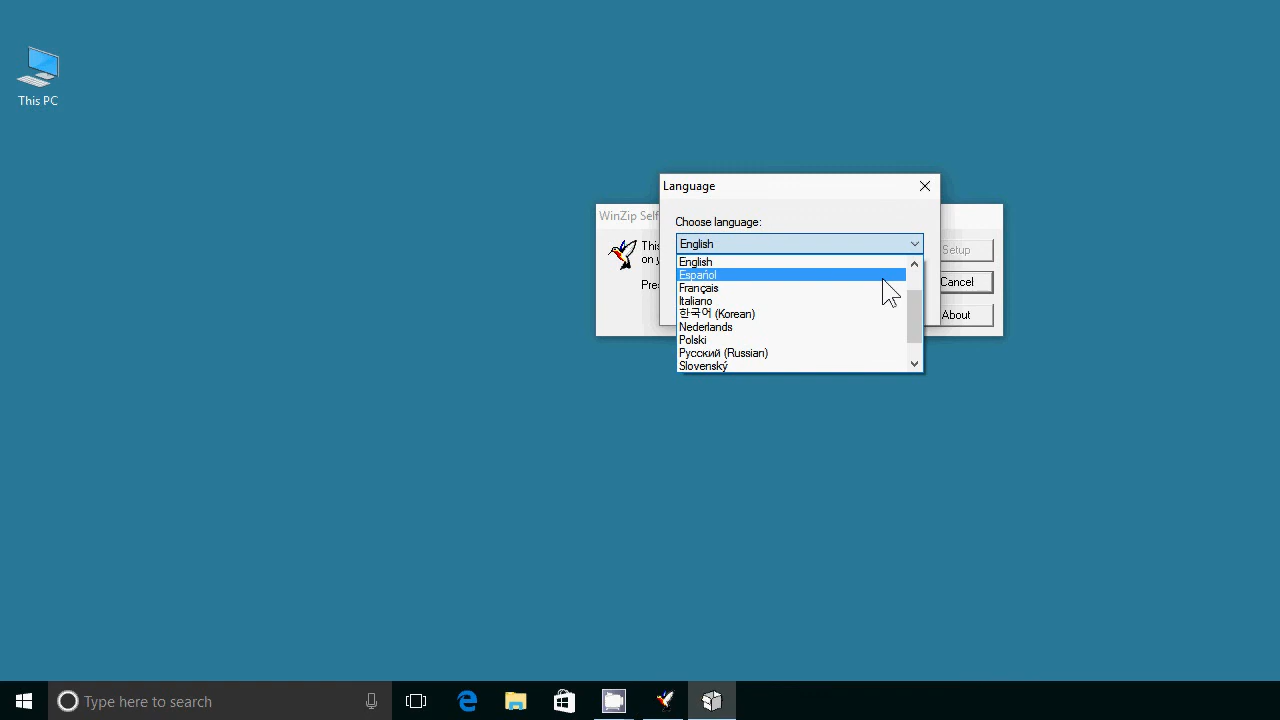 This PC
Language
Choose language:
English
English
Español
Français
Italiano
한국어 (Korean)
Nederlands
Polski
Русский (Russian)
Slovenský
WinZip Self
This
on y
Pres
Setup
Cancel
About
Type here to search